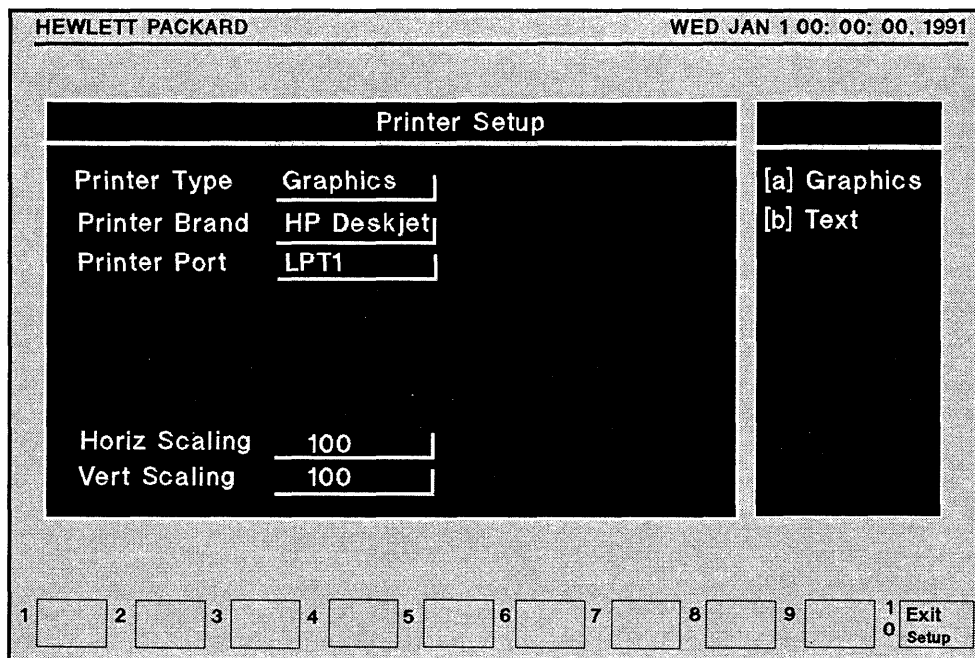 HEWLETT PACKARD WED JAN 1 00: 00: 00, 1991
Printer Setup
Printer Type Graphics
Printer Brand HP Deskjet
Printer Port LPT1
Horiz Scaling 100
Vert Scaling 100
[a] Graphics
[b] Text
1 2 3 4 5 6 7 8 9 10 Exit Setup